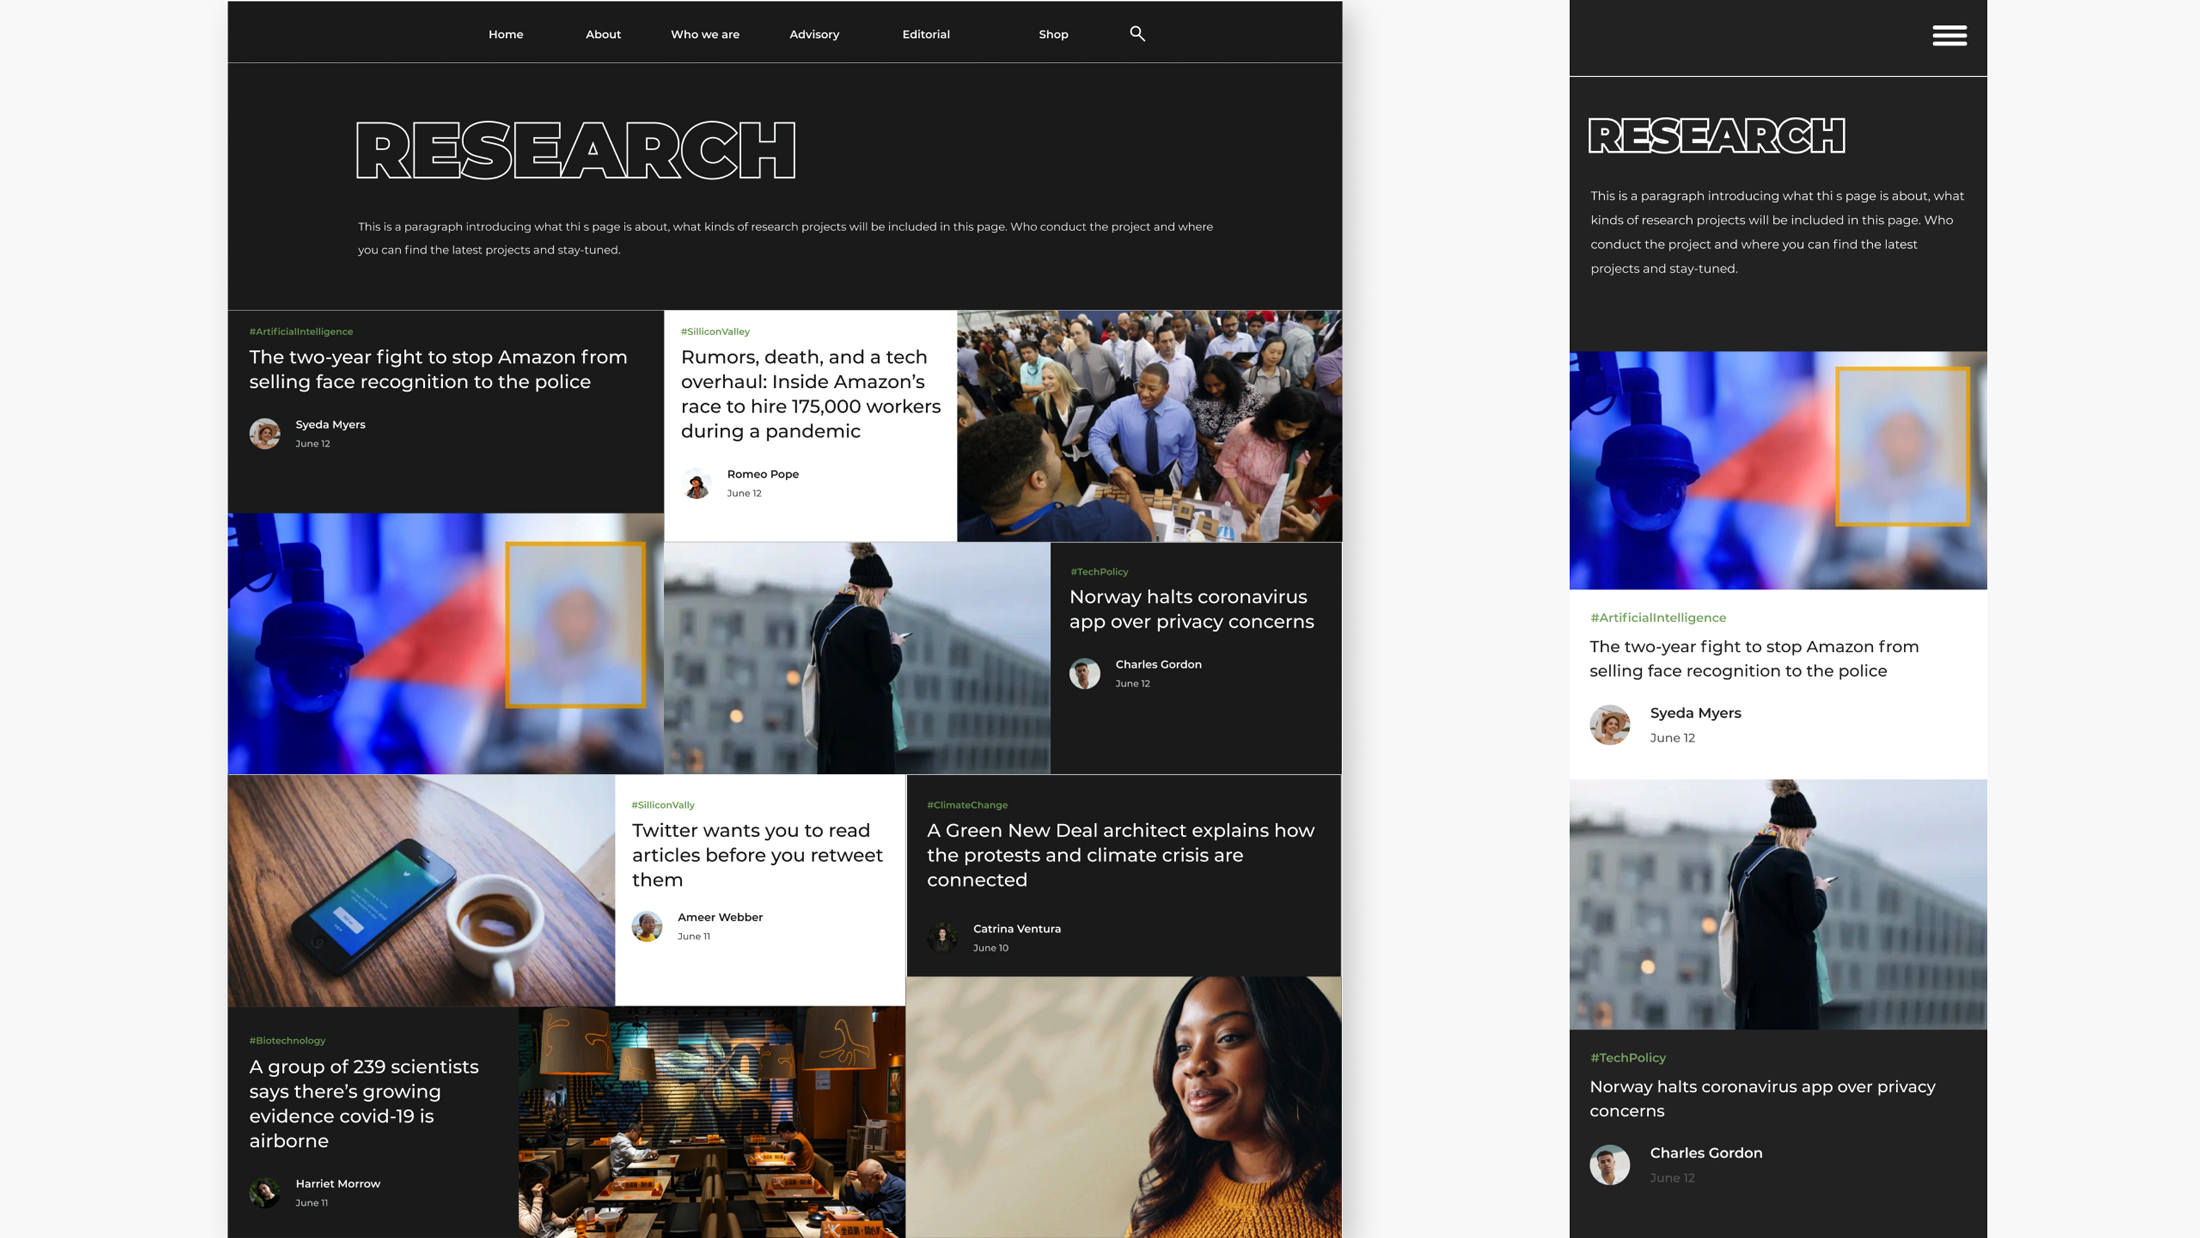 Home About Who we are Advisory Editorial Shop
RESEARCH
This is a paragraph introducing what thi s page is about, what kinds of research projects will be included in this page. Who conduct the project and where
you can find the latest projects and stay-tuned.
#ArtificialIntelligence
The two-year fight to stop Amazon from
selling face recognition to the police
Syeda Myers
June 12
#SilliconValley
Rumors, death, and a tech
overhaul: Inside Amazon's
race to hire 175,000 workers
during a pandemic
Romeo Pope
June 12
#TechPolicy
Norway halts coronavirus
app over privacy concerns
Charles Gordon
June 12
#SilliconVally
Twitter wants you to read
articles before you retweet
them
Ameer Webber
June 11
#ClimateChange
A Green New Deal architect explains how
the protests and climate crisis are
connected
Catrina Ventura
June 10
#Biotechnology
A group of 239 scientists
says there's growing
evidence covid-19 is
airborne
Harriet Morrow
June 11
RESEARCH
This is a paragraph introducing what thi s page is about, what
kinds of research projects will be included in this page. Who
conduct the project and where you can find the latest
projects and stay-tuned.
#ArtificialIntelligence
The two-year fight to stop Amazon from
selling face recognition to the police
Syeda Myers
June 12
#TechPolicy
Norway halts coronavirus app over privacy
concerns
Charles Gordon
June 12